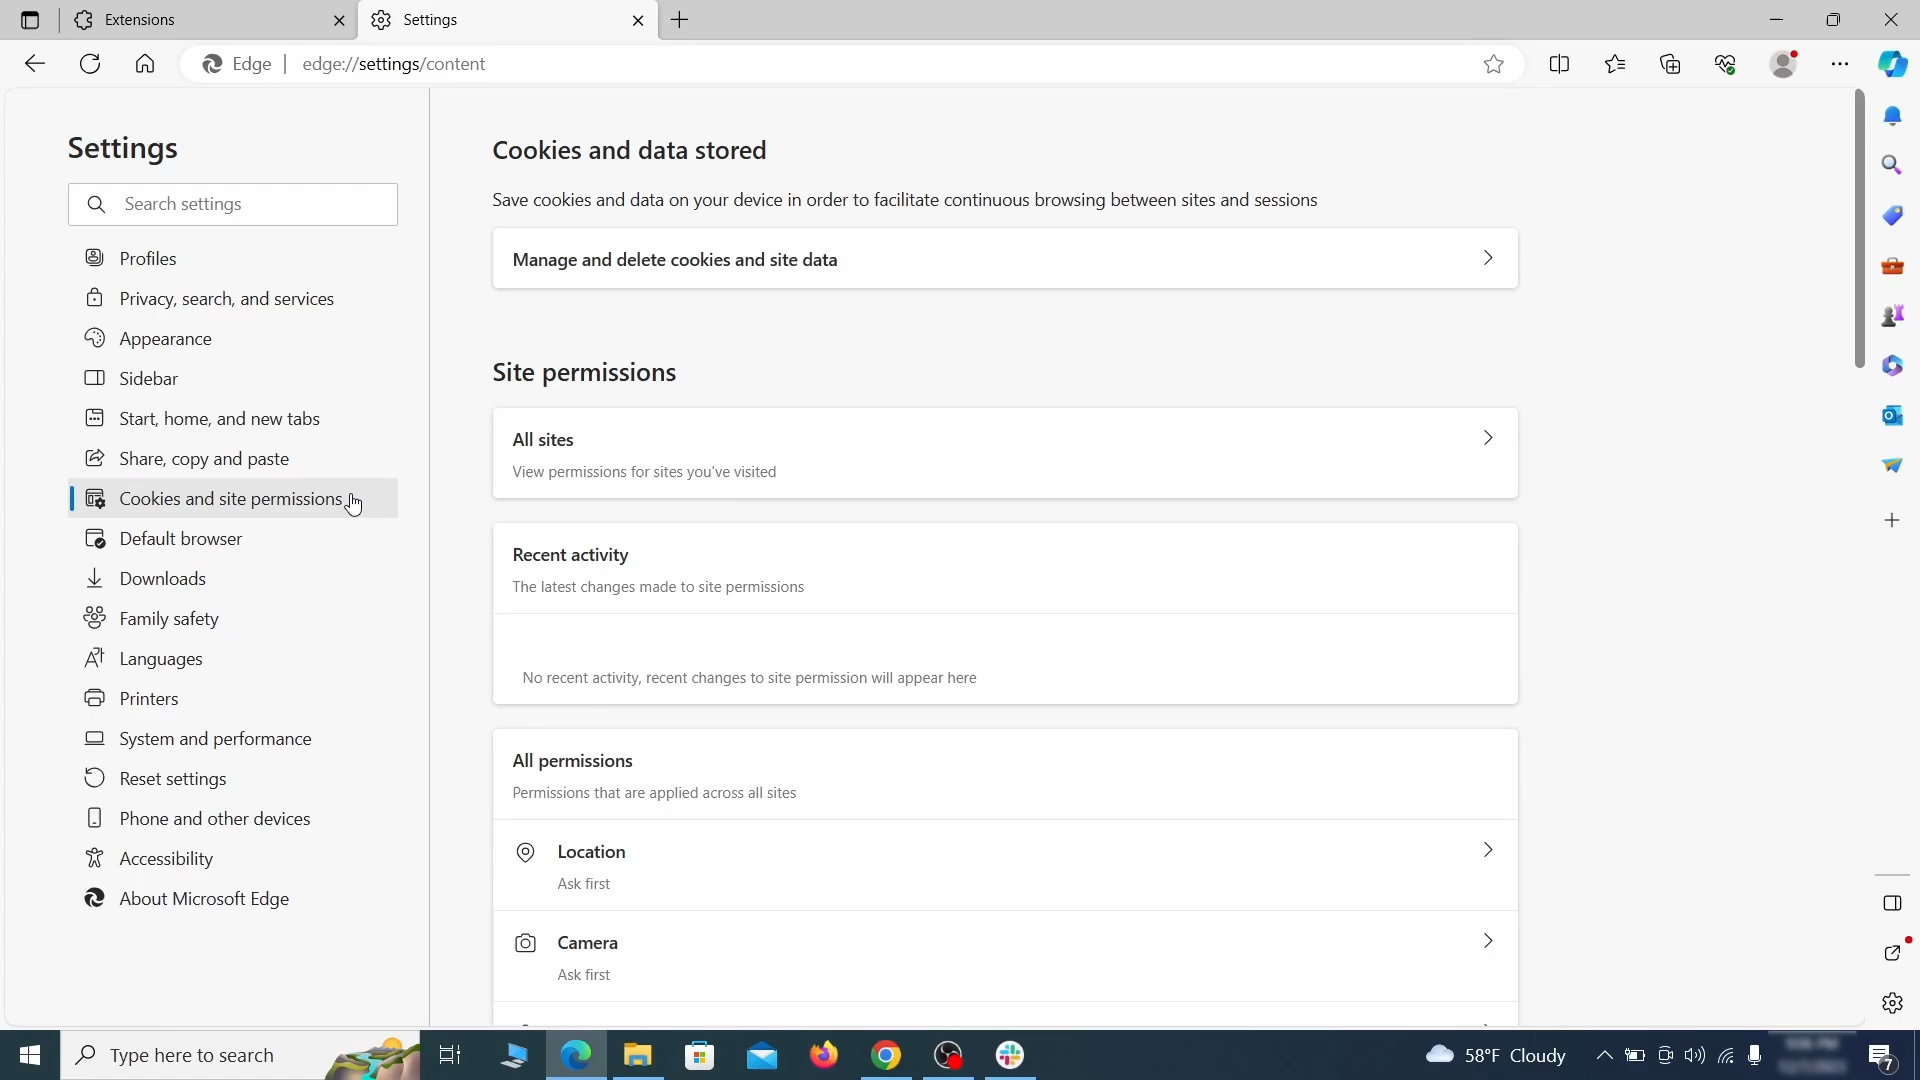 Extensions
Settings
Edge
edge://settings/content
Settings
Search settings
Profiles
Privacy, search, and services
Appearance
Sidebar
Start, home, and new tabs
Share, copy and paste
Cookies and site permissions
Default browser
Downloads
Family safety
Languages
Printers
System and performance
Reset settings
Phone and other devices
Accessibility
About Microsoft Edge
Cookies and data stored
Save cookies and data on your device in order to facilitate continuous browsing between sites and sessions
Manage and delete cookies and site data
Site permissions
All sites
View permissions for sites you've visited
Recent activity
The latest changes made to site permissions
No recent activity, recent changes to site permission will appear here
All permissions
Permissions that are applied across all sites
Location
Ask first
Camera
Ask first
Type here to search
58°F Cloudy
7